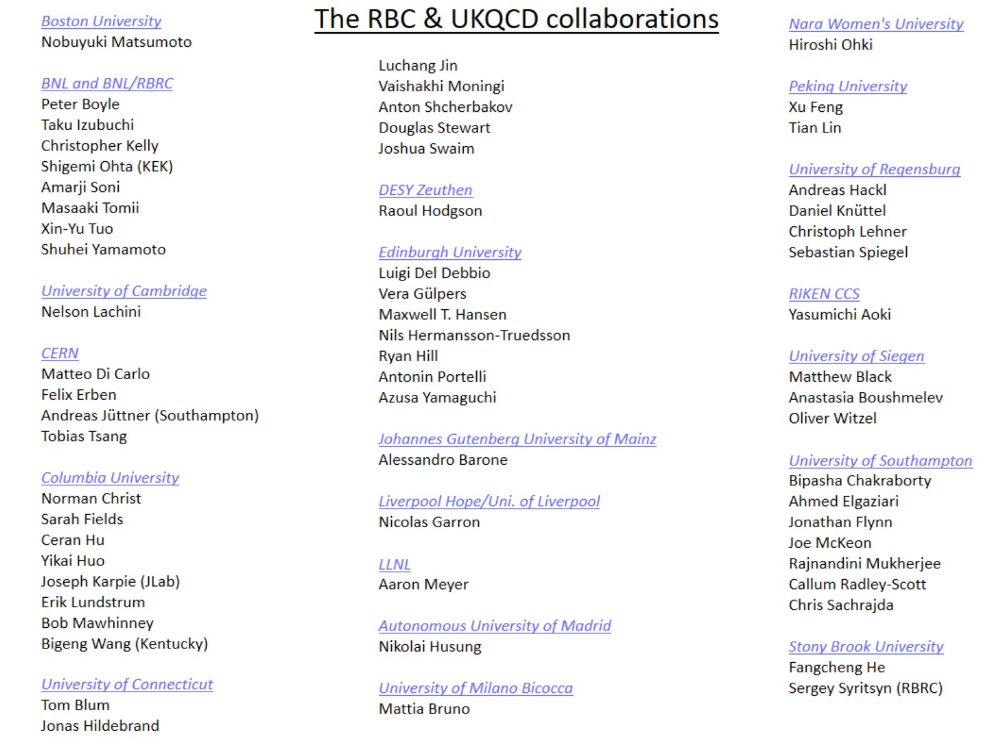 The RBC & UKQCD collaborations
Boston University
Nobuyuki Matsumoto
BNL and BNL/RBRC
Peter Boyle
Taku Izubuchi
Christopher Kelly
Shigemi Ohta (KEK)
Amarji Soni
Masaaki Tomii
Xin-Yu Tuo
Shuhei Yamamoto
University of Cambridge
Nelson Lachini
CERN
Matteo Di Carlo
Felix Erben
Andreas Jüttner (Southampton)
Tobias Tsang
Columbia University
Norman Christ
Sarah Fields
Ceran Hu
Yikai Huo
Joseph Karpie (JLab)
Erik Lundstrum
Bob Mawhinney
Bigeng Wang (Kentucky)
University of Connecticut
Tom Blum
Jonas Hildebrand
Luchang Jin
Vaishakhi Moningi
Anton Shcherbakov
Douglas Stewart
Joshua Swaim
DESY Zeuthen
Raoul Hodgson
Edinburgh University
Luigi Del Debbio
Vera Gülpers
Maxwell T. Hansen
Nils Hermansson-Truedsson
Ryan Hill
Antonin Portelli
Azusa Yamaguchi
Johannes Gutenberg University of Mainz
Alessandro Barone
Liverpool Hope/Uni. of Liverpool
Nicolas Garron
LLNL
Aaron Meyer
Autonomous University of Madrid
Nikolai Husung
University of Milano Bicocca
Mattia Bruno
Nara Women's University
Hiroshi Ohki
Peking University
Xu Feng
Tian Lin
University of Regensburg
Andreas Hackl
Daniel Knüttel
Christoph Lehner
Sebastian Spiegel
RIKEN CCS
Yasumichi Aoki
University of Siegen
Matthew Black
Anastasia Boushmelev
Oliver Witzel
University of Southampton
Bipasha Chakraborty
Ahmed Elgaziari
Jonathan Flynn
Joe McKeon
Rajnandini Mukherjee
Callum Radley-Scott
Chris Sachrajda
Stony Brook University
Fangcheng He
Sergey Syritsyn (RBRC)